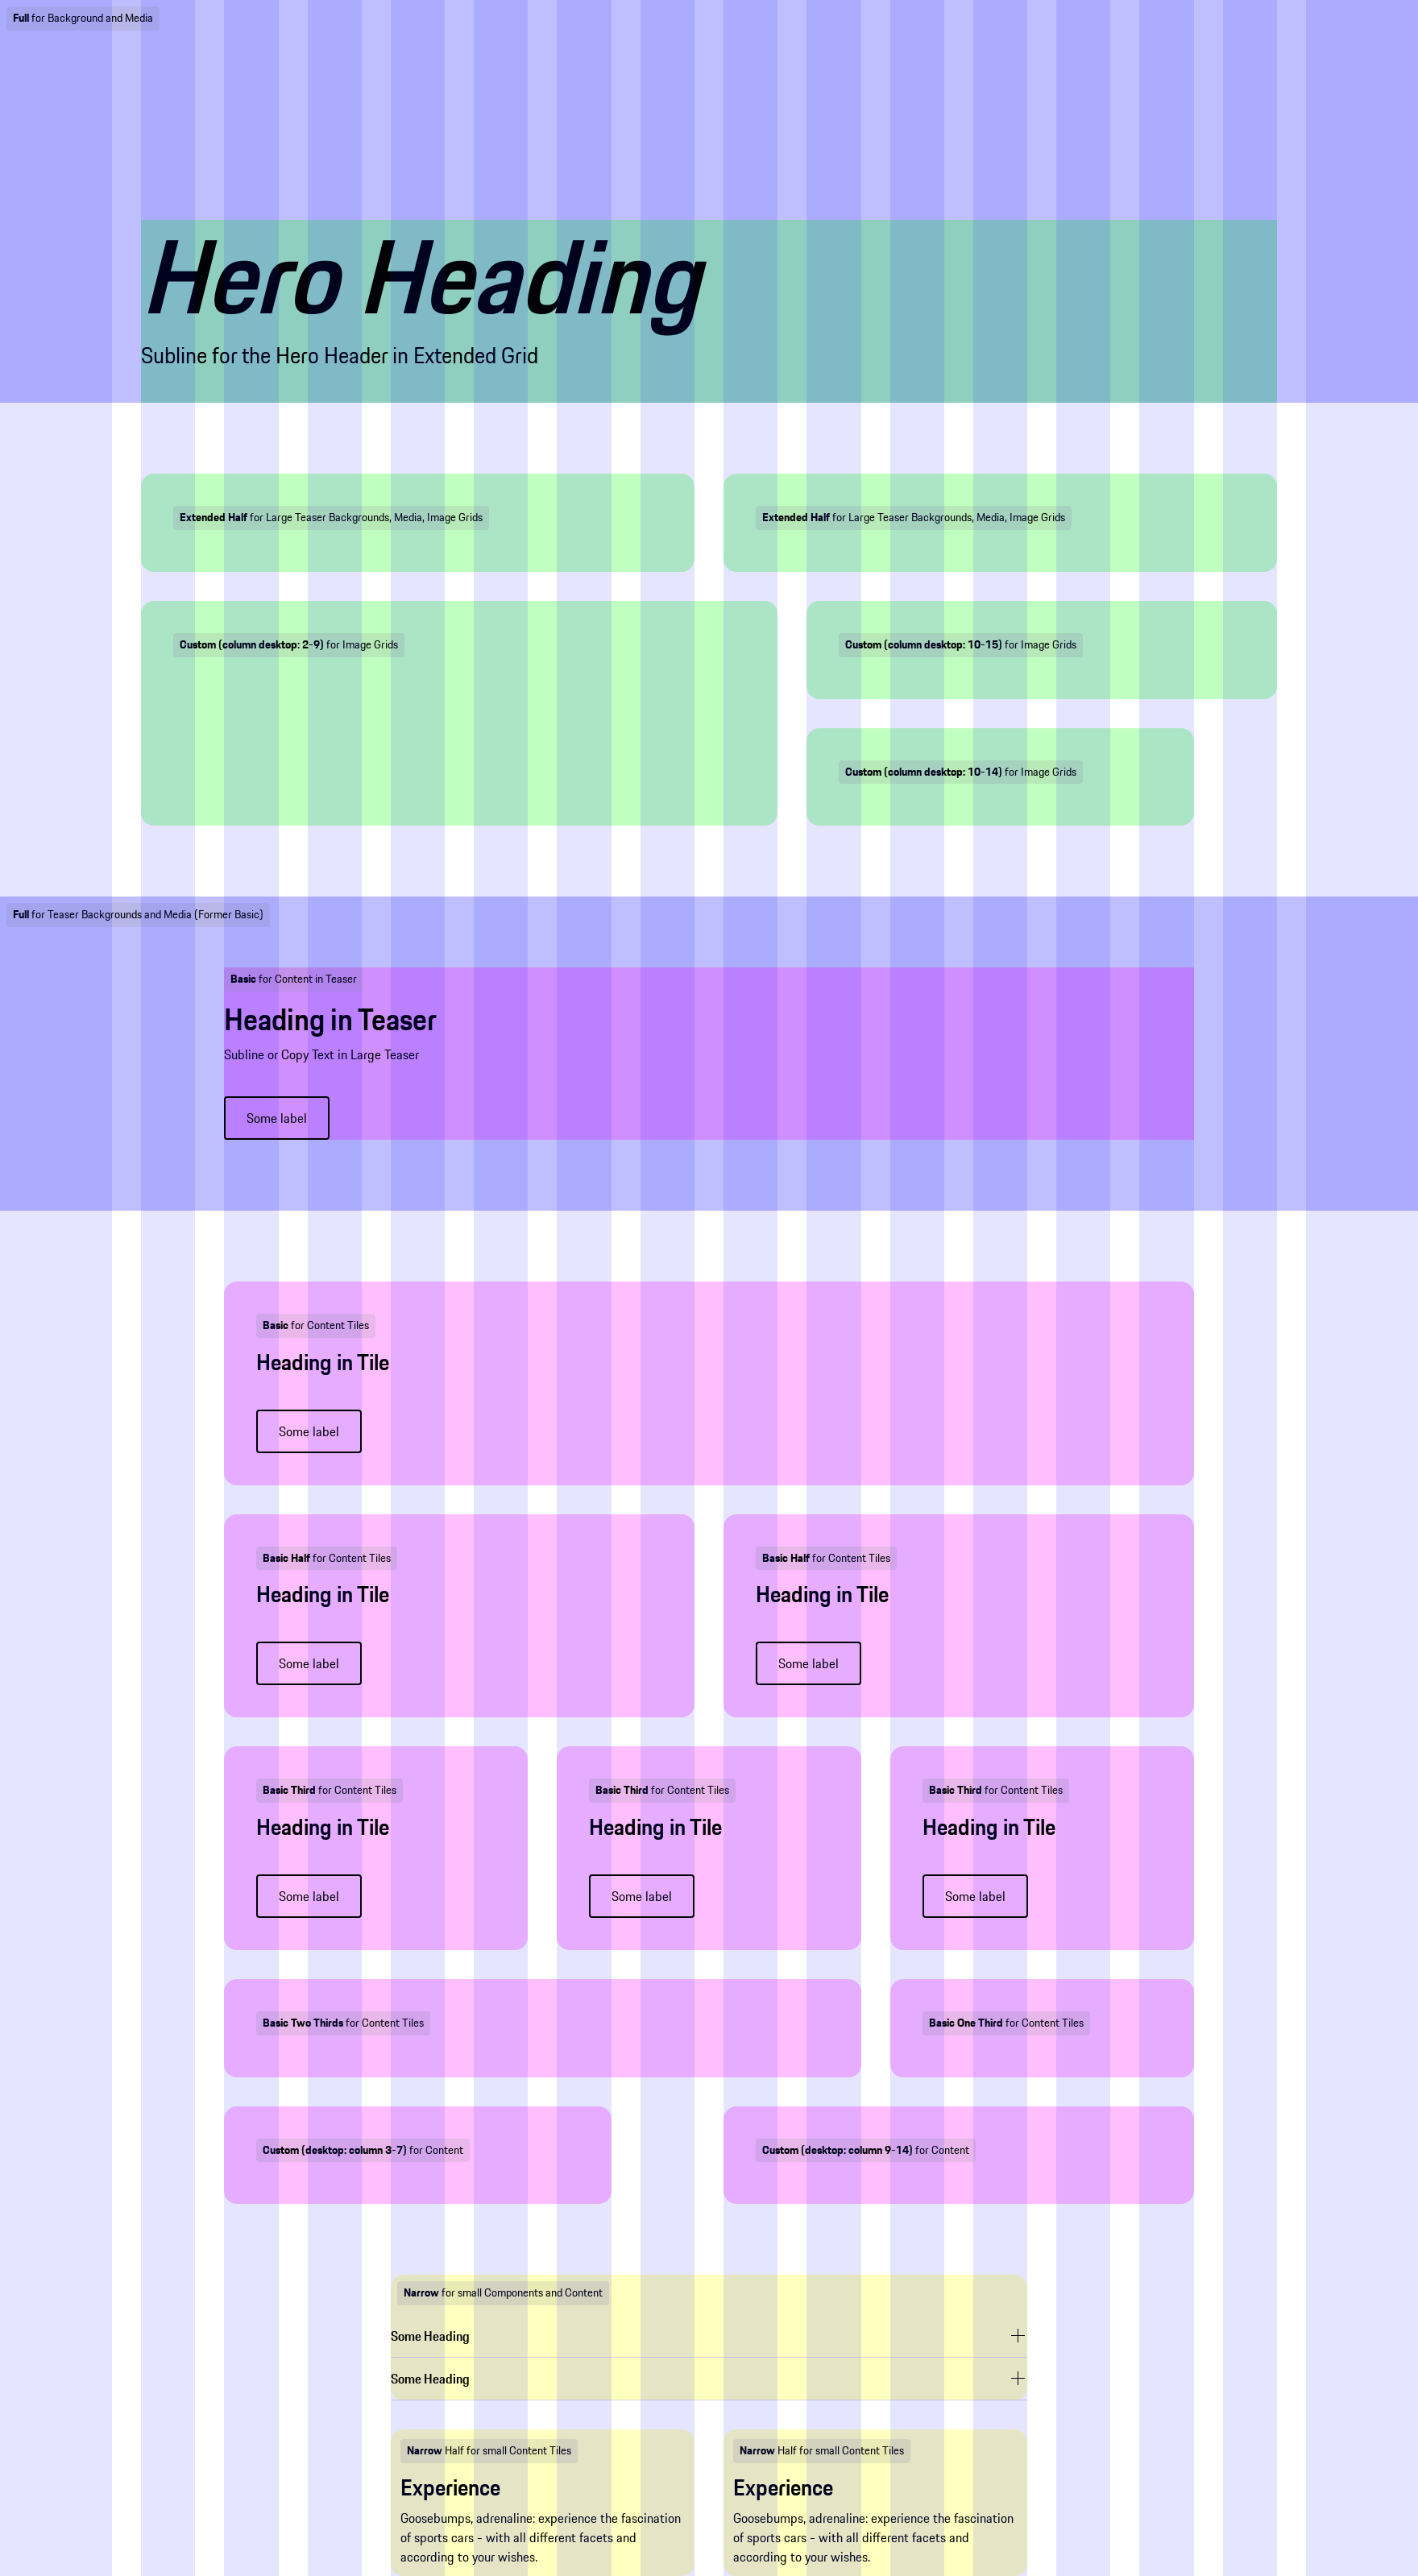 Full for Background and Media
Hero Heading
Subline for the Hero Header in Extended Grid
Extended Half for Large Teaser Backgrounds, Media, Image Grids
Extended Half for Large Teaser Backgrounds, Media, Image Grids
Custom (column desktop: 2-9) for Image Grids
Custom (column desktop: 10-15) for Image Grids
Custom (column desktop: 10-14) for Image Grids
Full for Teaser Backgrounds and Media (Former Basic)
Basic for Content in Teaser
Heading in Teaser
Subline or Copy Text in Large Teaser
Some label
Basic for Content Tiles
Heading in Tile
Some label
Basic Half for Content Tiles
Heading in Tile
Some label
Basic Half for Content Tiles
Heading in Tile
Some label
Basic Third for Content Tiles
Heading in Tile
Some label
Basic Third for Content Tiles
Heading in Tile
Some label
Basic Third for Content Tiles
Heading in Tile
Some label
Basic Two Thirds for Content Tiles
Basic One Third for Content Tiles
Custom (desktop: column 3-7) for Content
Custom (desktop: column 9-14) for Content
Narrow for small Components and Content
Some Heading
Some Heading
Narrow Half for small Content Tiles
Experience
Goosebumps, adrenaline: experience the fascination
of sports cars - with all different facets and
according to your wishes.
Narrow Half for small Content Tiles
Experience
Goosebumps, adrenaline: experience the fascination
of sports cars - with all different facets and
according to your wishes.